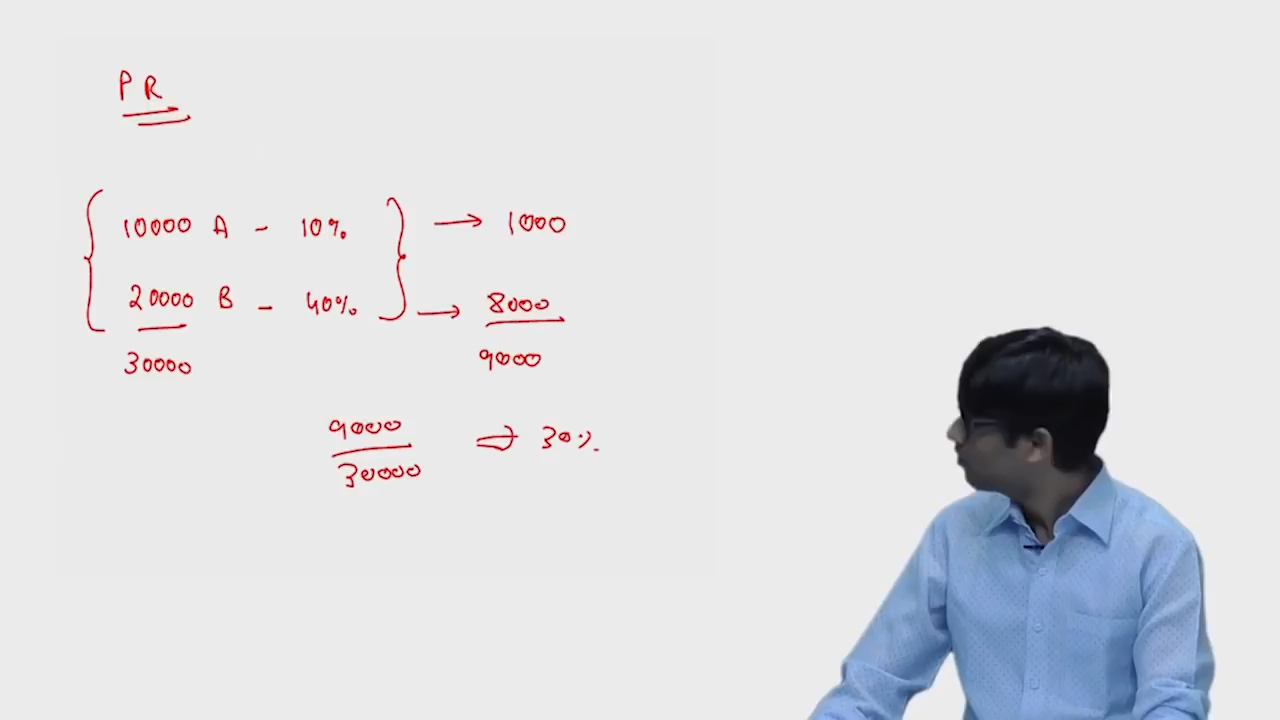 PR
10000 A - 10% → 1000
20000 B - 40% → 8000
30000 9000
9000
30000 ⇒ 30%